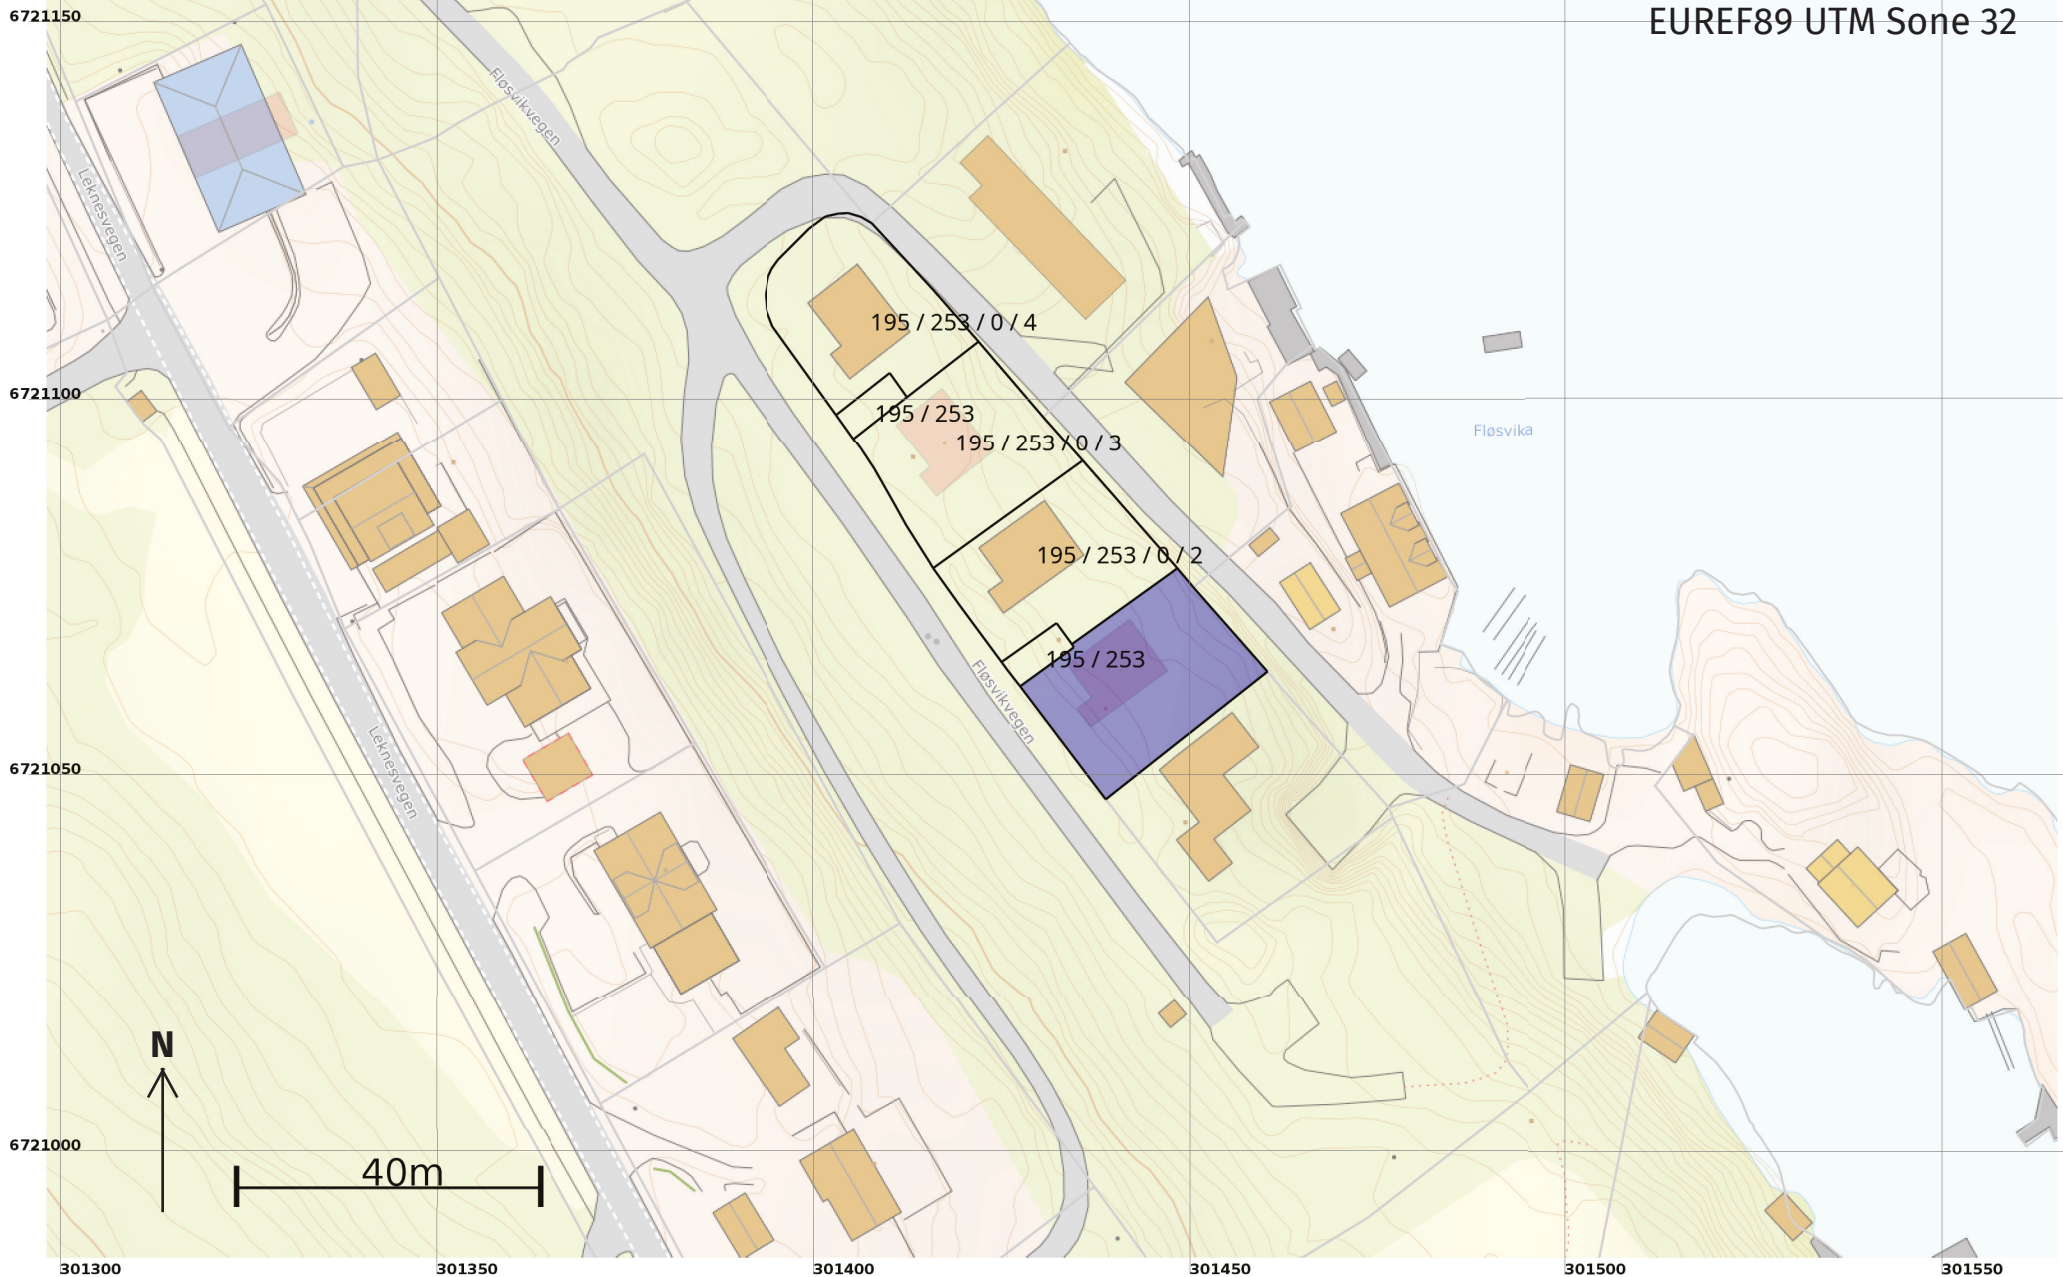 EUREF89 UTM Sone 32
6721150
Fløsvikvegen
Leknesvegen
195 / 253 / 0 / 4
6721100
195 / 253
195 / 253 / 0 / 3
Fløsvika
195 / 253 / 0 / 2
195 / 253
Fløsvikvegen
6721050
Leknesvegen
N
6721000
40m
301300
301350
301400
301450
301500
301550